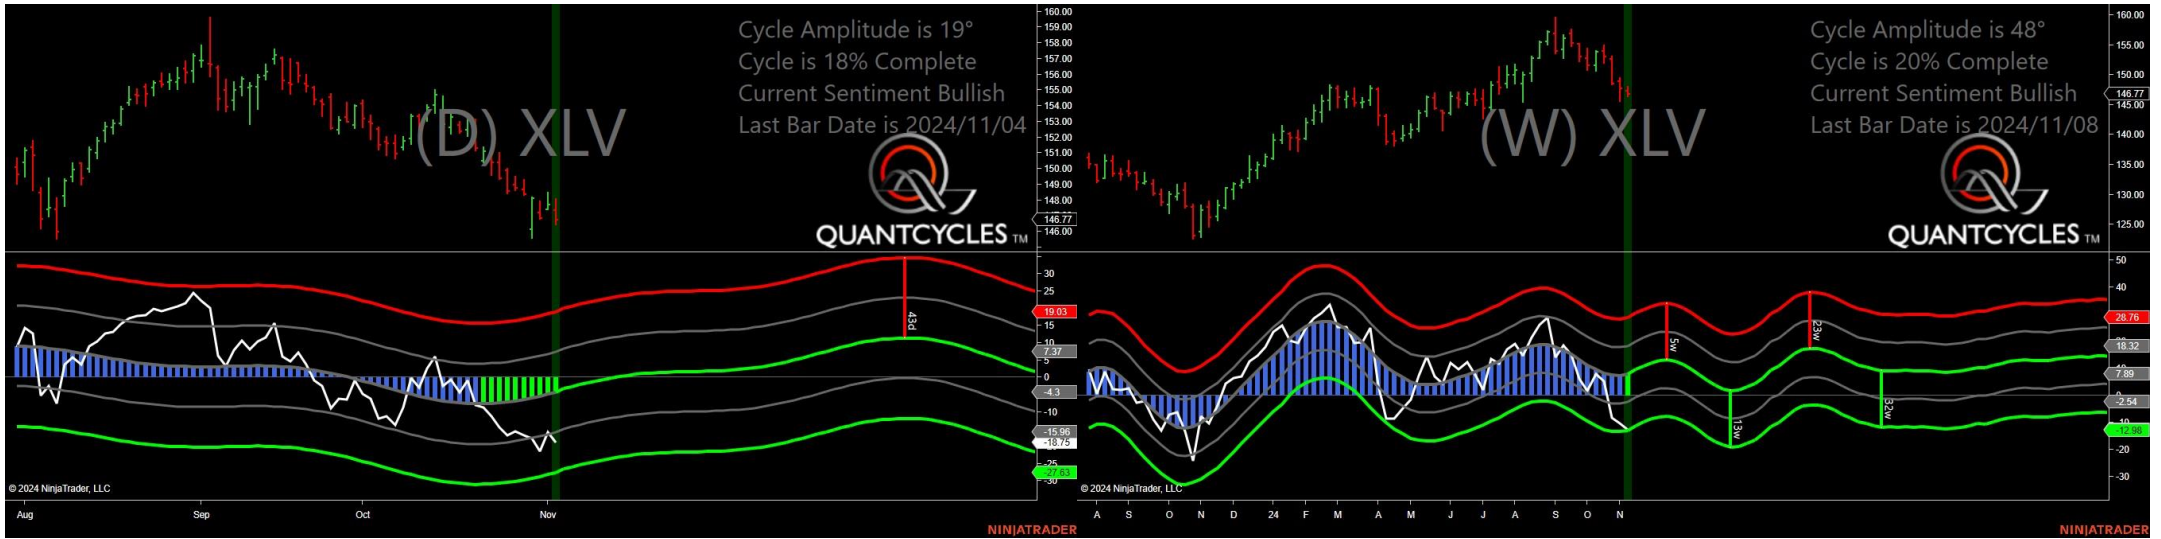 Cycle Amplitude is 19°
Cycle is 18% Complete
Current Sentiment Bullish
Last Bar Date is 2024/11/04
(D) XLV
QUANTCYCLES TM
160.00
159.00
158.00
157.00
156.00
155.00
154.00
153.00
152.00
151.00
150.00
149.00
148.00
146.77
146.00
43d
30
25
19.03
15
10
7.37
5
0
-4.3
-10
-15.96
-18.75
-25
-27.63
-30
© 2024 NinjaTrader, LLC
Aug Sep Oct Nov
NINJATRADER
Cycle Amplitude is 48°
Cycle is 20% Complete
Current Sentiment Bullish
Last Bar Date is 2024/11/08
(W) XLV
QUANTCYCLES TM
160.00
155.00
150.00
146.77
145.00
140.00
135.00
130.00
125.00
5w
13w
23w
32w
50
40
28.76
18.32
7.89
0
-2.54
-12.98
-20
-30
© 2024 NinjaTrader, LLC
A S O N D 24 F M A M J J A S O N
NINJATRADER